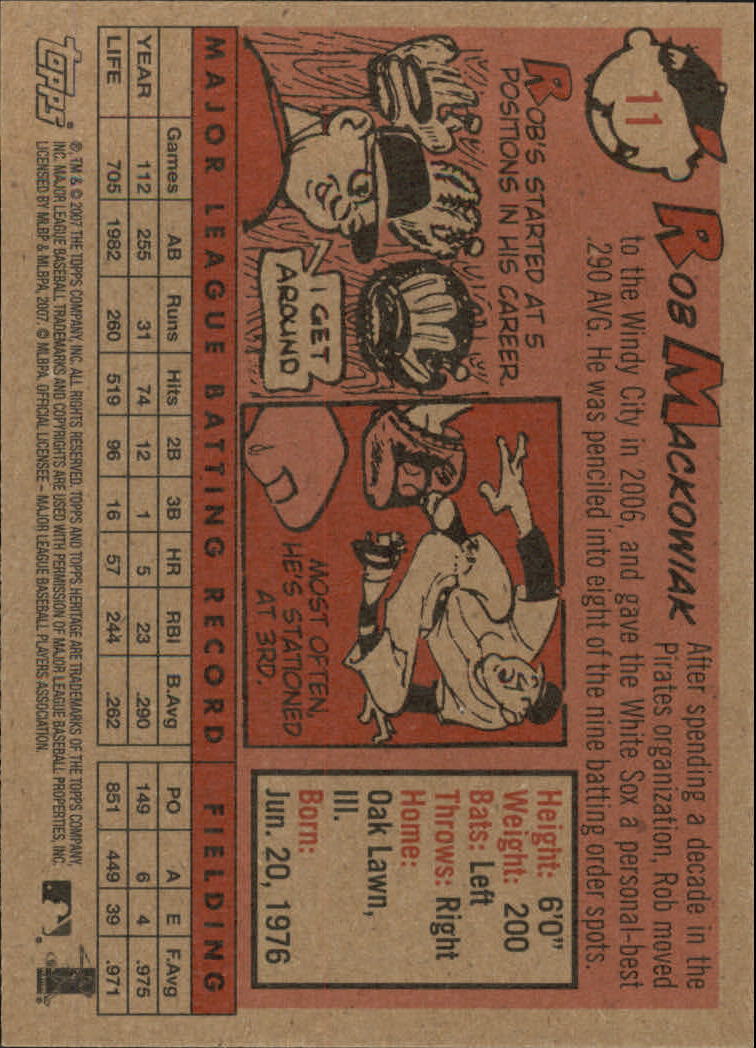 11
ROB MACKOWIAK
After spending a decade in the
Pirates organization, Rob moved
to the Windy City in 2006, and gave the White Sox a personal-best
.290 AVG. He was penciled into eight of the nine batting order spots.
ROB'S STARTED AT 5
POSITIONS IN HIS CAREER.
I GET
AROUND
MOST OFTEN,
HE'S STATIONED
AT 3RD.
Height: 6'0"
Weight: 200
Bats: Left
Throws: Right
Home:
Oak Lawn,
Ill.
Born:
Jun. 20, 1976
MAJOR LEAGUE BATTING RECORD FIELDING
Games AB Runs Hits 2B 3B HR RBI B.Avg PO A E F.Avg
YEAR 112 255 31 74 12 1 5 23 .290 149 6 4 .975
LIFE 705 1982 260 519 96 16 57 244 .262 851 449 39 .971
Topps®
®, TM & © 2007 THE TOPPS COMPANY, INC. ALL RIGHTS RESERVED. TOPPS AND TOPPS HERITAGE ARE TRADEMARKS OF THE TOPPS COMPANY,
INC. MAJOR LEAGUE BASEBALL TRADEMARKS AND COPYRIGHTS ARE USED WITH PERMISSION OF MAJOR LEAGUE BASEBALL PROPERTIES, INC.
LICENSED BY MLBP & MLBPA, 2007. © MLBPA. OFFICIAL LICENSEE – MAJOR LEAGUE BASEBALL PLAYERS ASSOCIATION.